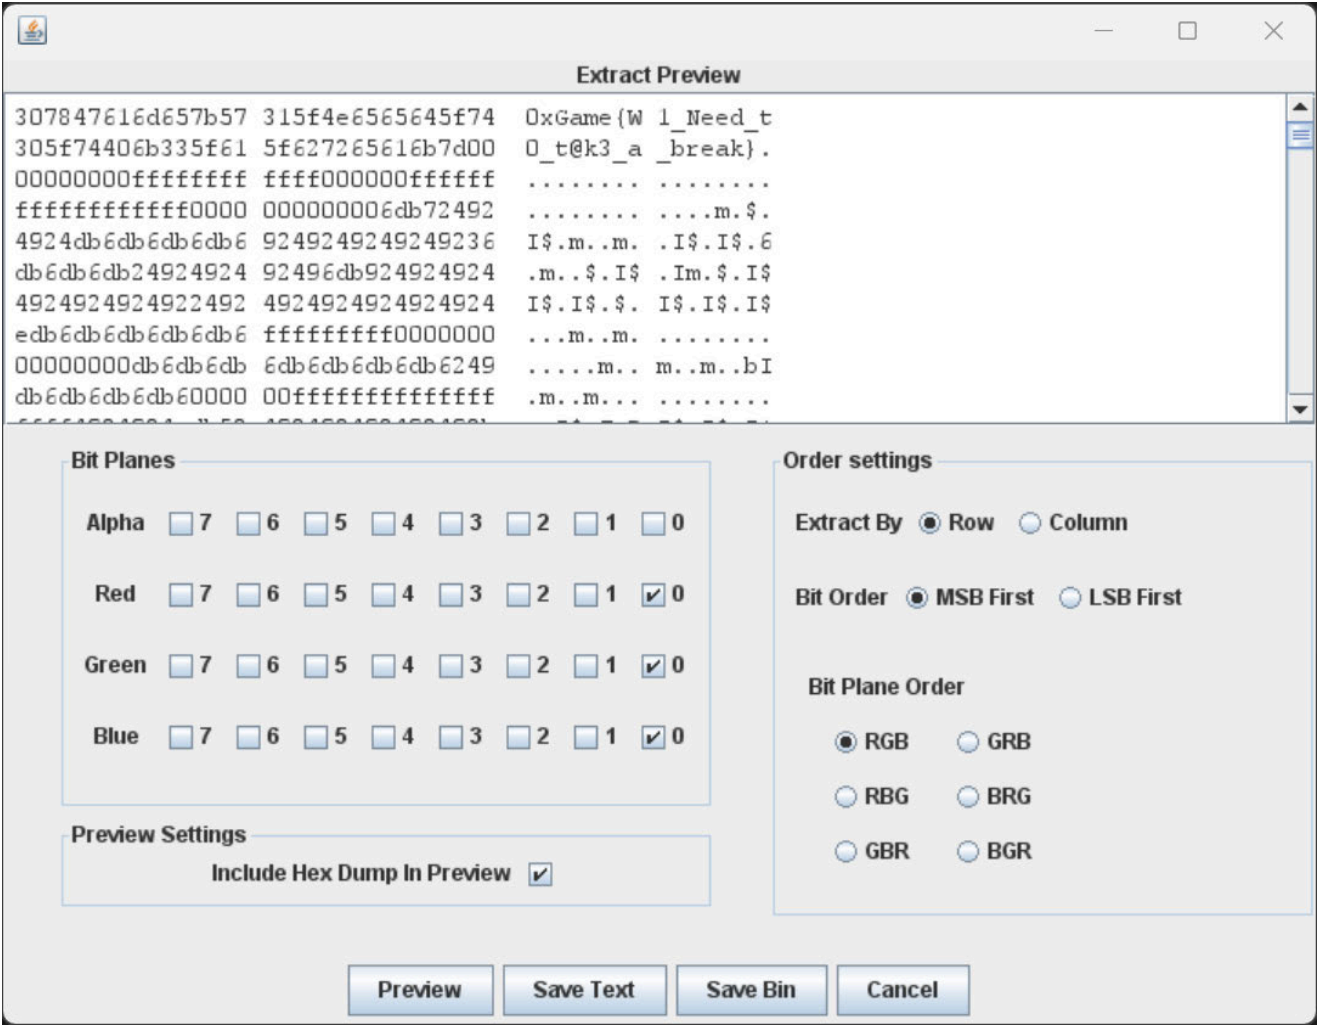 Extract Preview
307847616d657b57 315f4e6565645f74 0xGame{W 1_Need_t
305f74406b335f61 5f627265616b7d00 0_t@k3_a _break}.
00000000ffffffff ffff000000ffffff ........ ........
ffffffffffff0000 000000006db72492 ........ ....m.$.
4924db6db6db6db6 9249249249249236 I$.m..m. .I$.I$.6
db6db6db24924924 92496db924924924 .m..$.I$ .Im.$.I$
4924924924922492 4924924924924924 I$.I$.$. I$.I$.I$
edb6db6db6db6db6 fffffffff0000000 ...m..m. ........
00000000db6db6db 6db6db6db6db6249 .....m.. m..m..bI
db6db6db6db60000 00ffffffffffffff .m..m... ........
Bit Planes
Alpha 7 6 5 4 3 2 1 0
Red 7 6 5 4 3 2 1 0
Green 7 6 5 4 3 2 1 0
Blue 7 6 5 4 3 2 1 0
Preview Settings
Include Hex Dump In Preview
Order settings
Extract By Row Column
Bit Order MSB First LSB First
Bit Plane Order
RGB GRB
RBG BRG
GBR BGR
Preview Save Text Save Bin Cancel